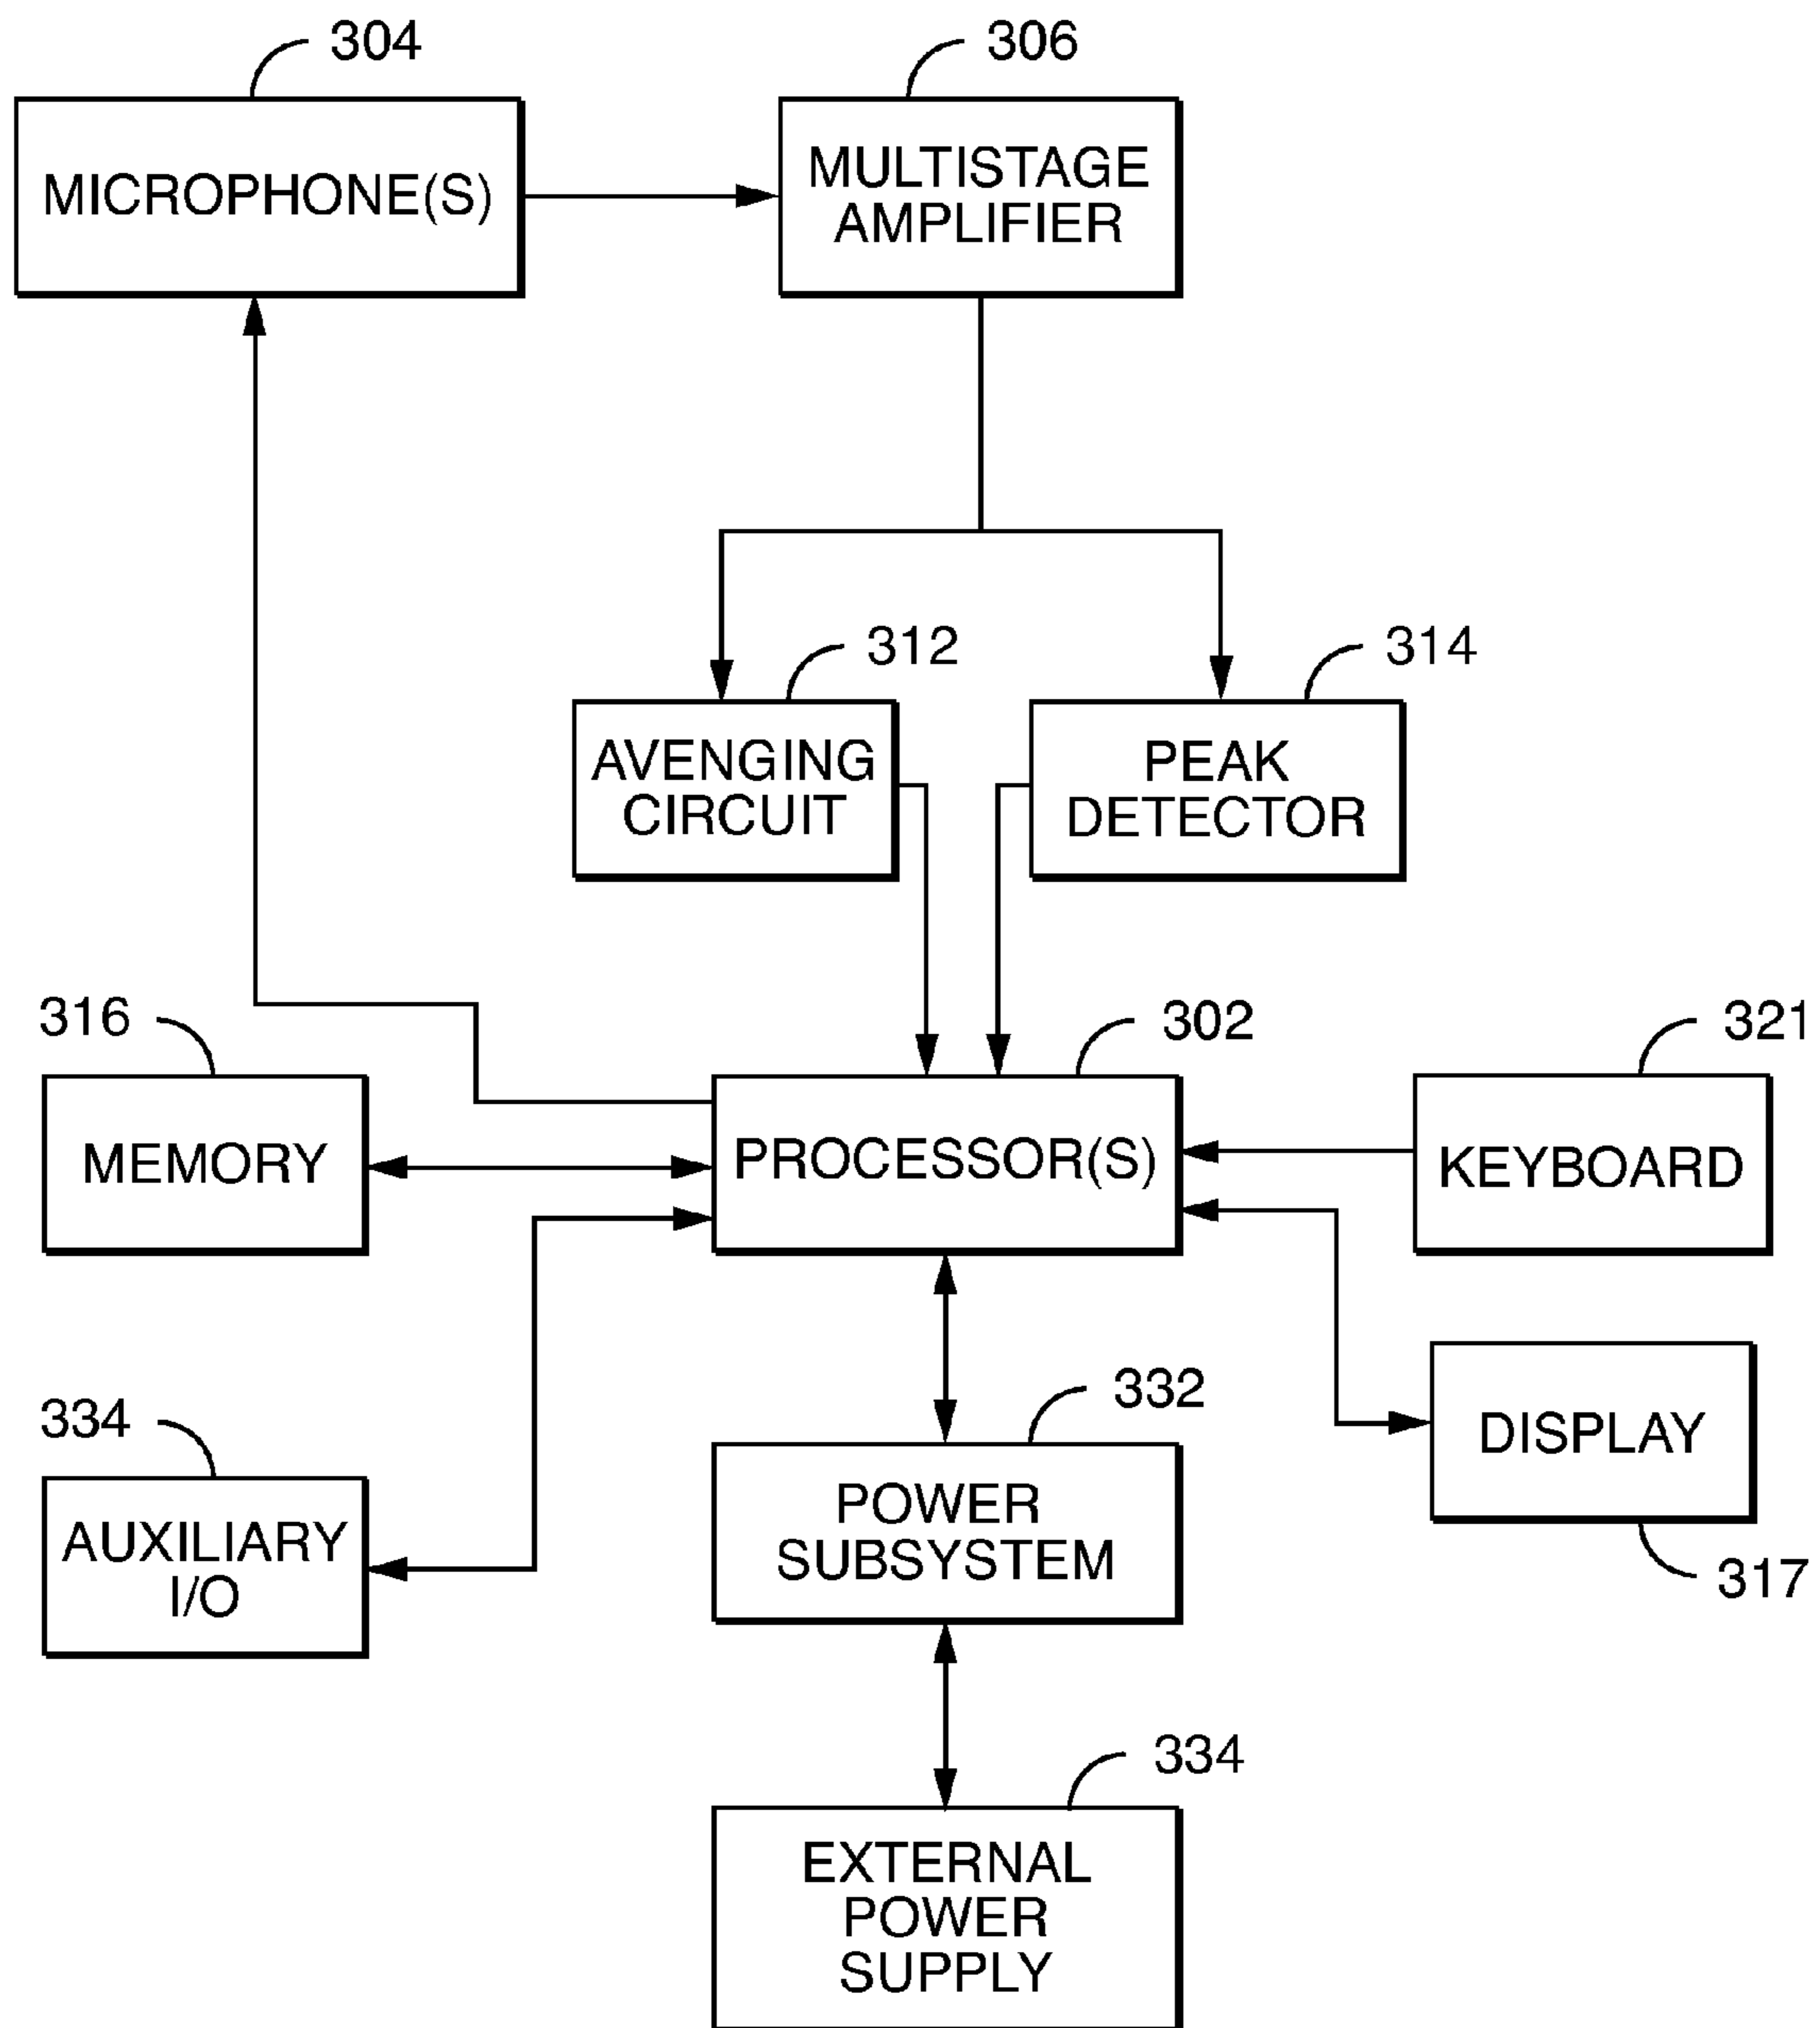 304
306
MICROPHONE(S)
MULTISTAGE
AMPLIFIER
312
314
AVENGING
CIRCUIT
PEAK
DETECTOR
316
302
321
MEMORY
PROCESSOR(S)
KEYBOARD
334
332
AUXILIARY
I/O
POWER
SUBSYSTEM
DISPLAY
317
334
EXTERNAL
POWER
SUPPLY